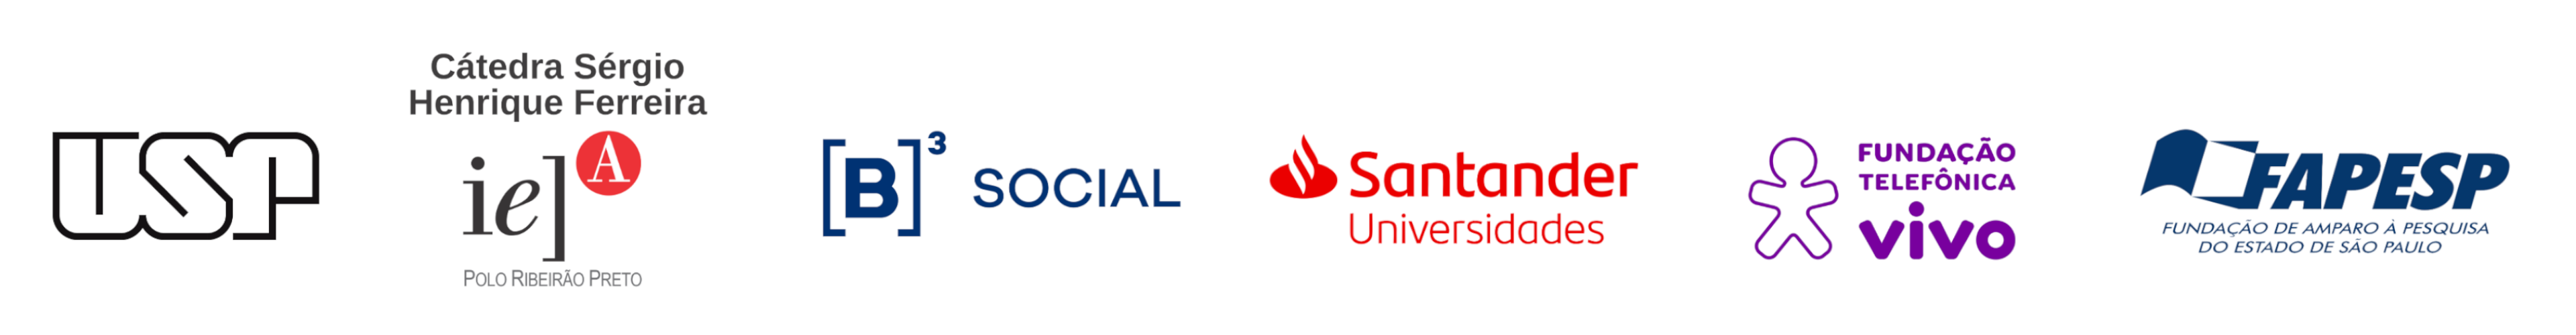 USP
Cátedra Sérgio
Henrique Ferreira
ie]A
POLO RIBEIRÃO PRETO
[B]³ SOCIAL
Santander
Universidades
FUNDAÇÃO
TELEFÔNICA
vivo
FAPESP
FUNDAÇÃO DE AMPARO À PESQUISA
DO ESTADO DE SÃO PAULO